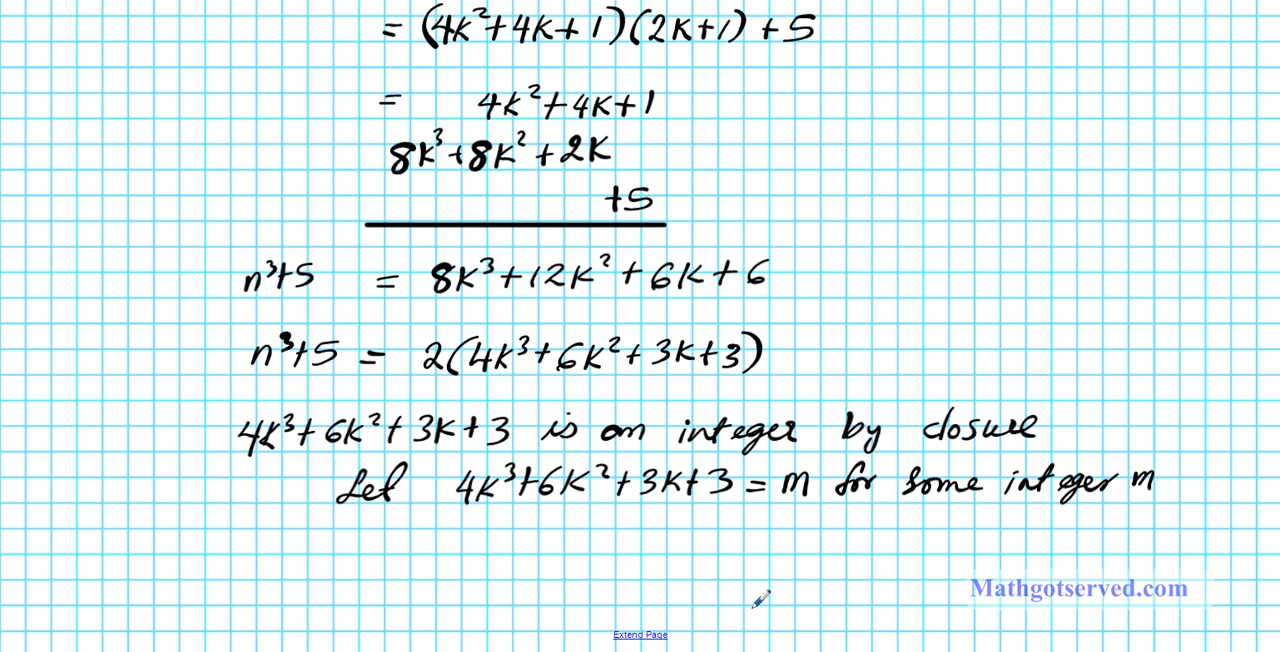 = (4k²+4k+1)(2k+1)+5
= 4k²+4k+1
8k³+8k²+2k
+5
n³+5 = 8k³+12k²+6k+6
n³+5 = 2(4k³+6k²+3k+3)
4k³+6k²+3k+3 is an integer by closure
Let 4k³+6k²+3k+3=m for some integer m
Mathgotserved.com
Extend Page